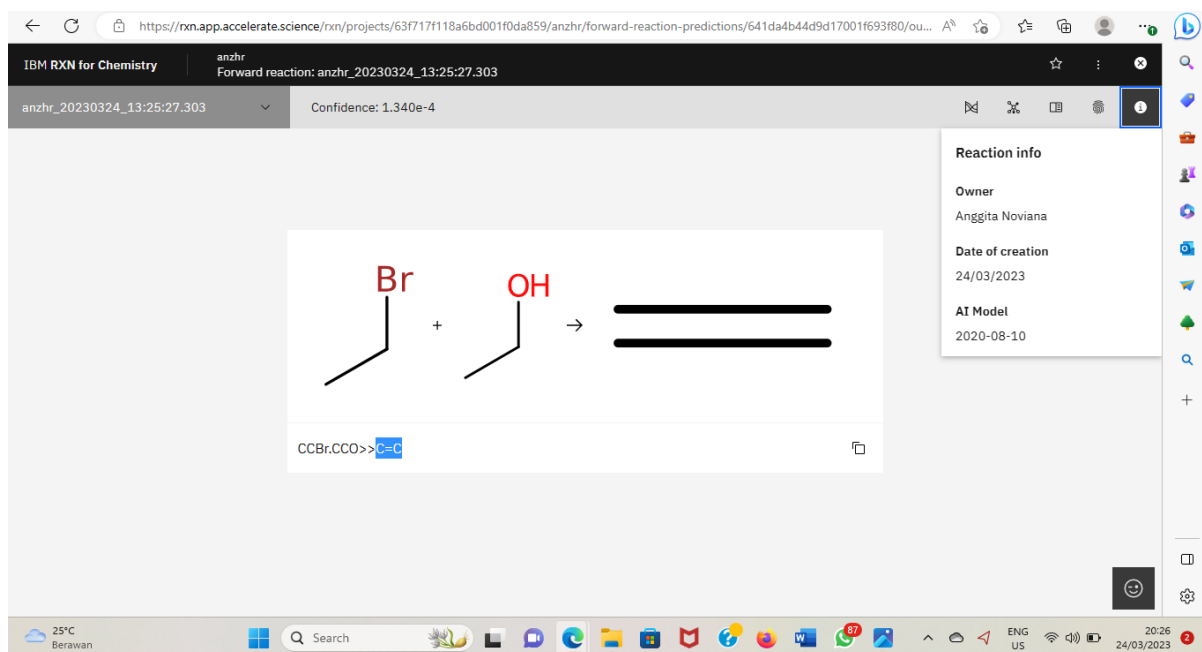 https://rxn.app.accelerate.science/rxn/projects/63f717f118a6bd001f0da859/anzhr/forward-reaction-predictions/641da4b44d9d17001f693f80/ou...
IBM RXN for Chemistry
anzhr
Forward reaction: anzhr_20230324_13:25:27.303
anzhr_20230324_13:25:27.303
Confidence: 1.340e-4
Reaction info
Owner
Anggita Noviana
Date of creation
24/03/2023
AI Model
2020-08-10
Br
OH
+
→
CCBr.CCO>>C=C
25°C
Berawan
Search
87
ENG
US
20:26
24/03/2023
2